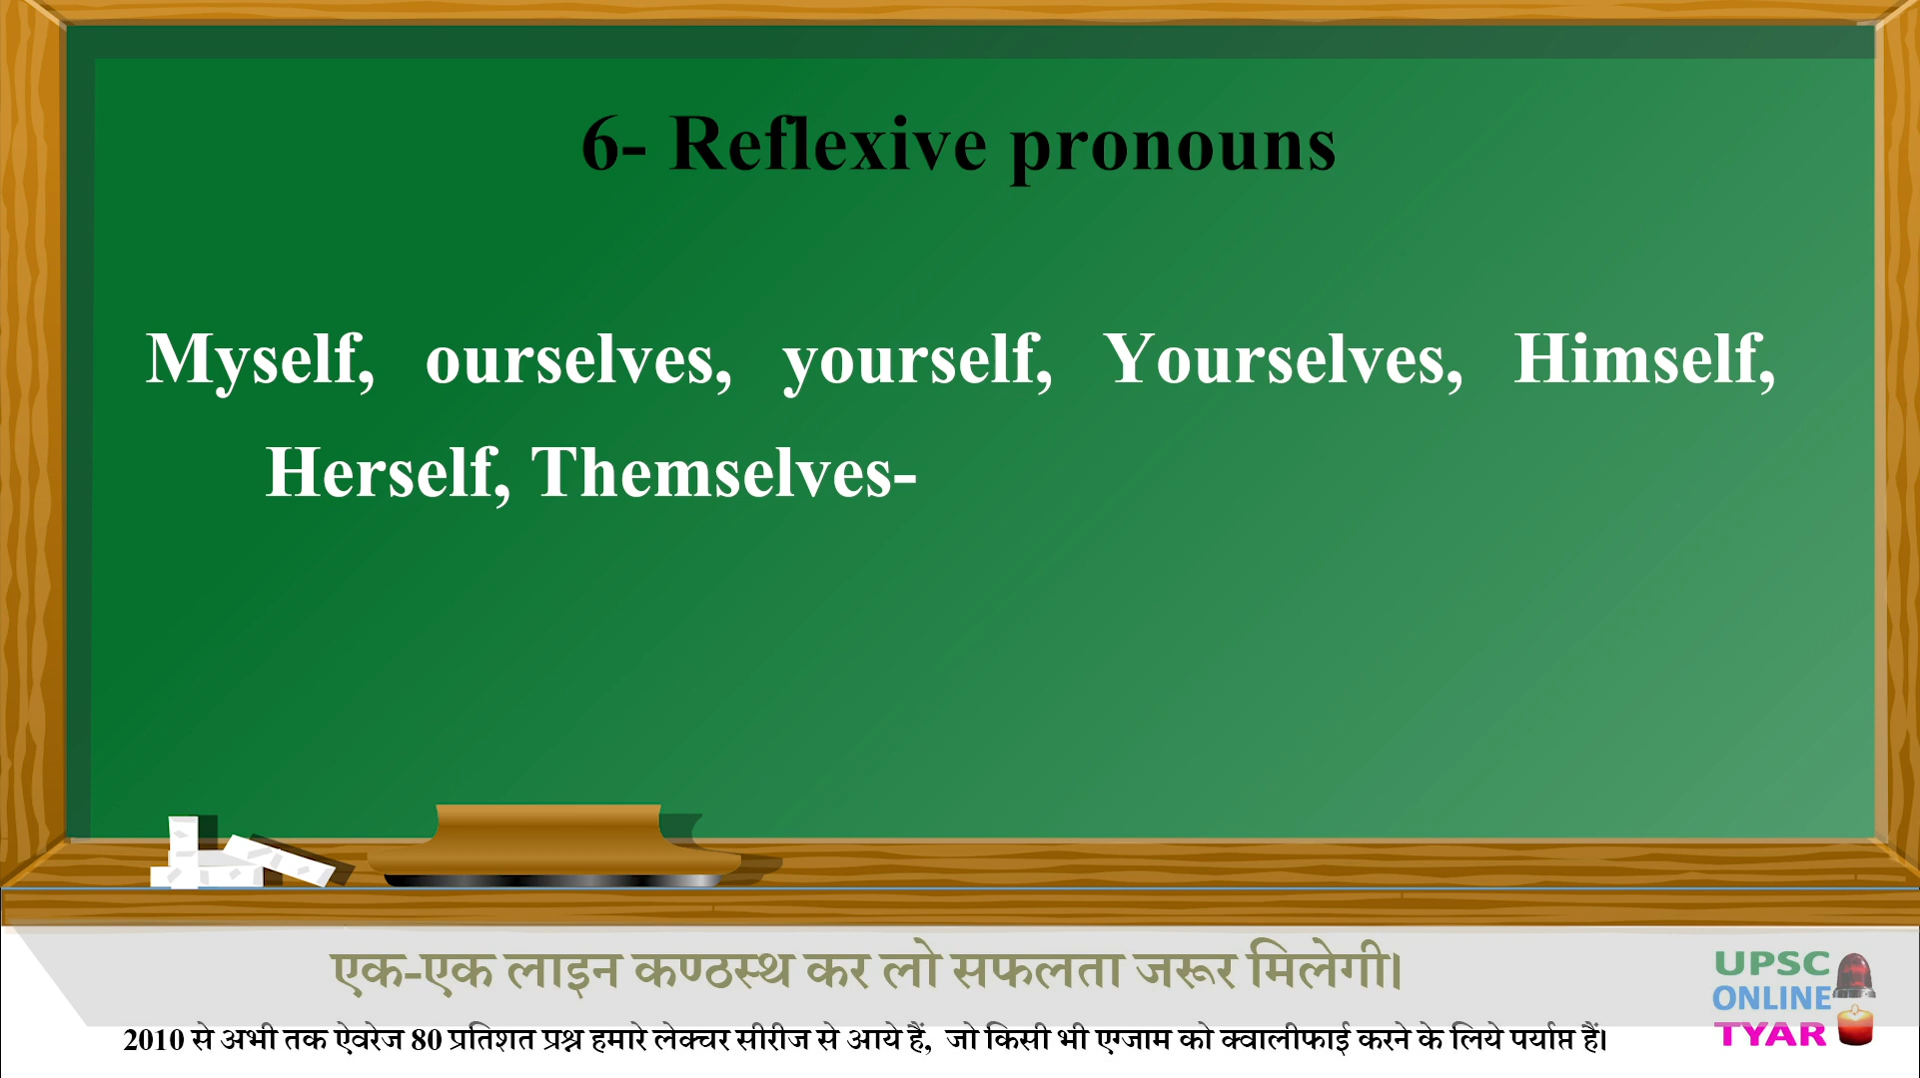 6- Reflexive pronouns
Myself, ourselves, yourself, Yourselves, Himself,
Herself, Themselves-
एक-एक लाइन कण्ठस्थ कर लो सफलता जरूर मिलेगी।
2010 से अभी तक ऐवरेज 80 प्रतिशत प्रश्न हमारे लेक्चर सीरीज से आये हैं, जो किसी भी एग्जाम को क्वालीफाई करने के लिये पर्याप्त हैं।
UPSC
ONLINE
TYAR